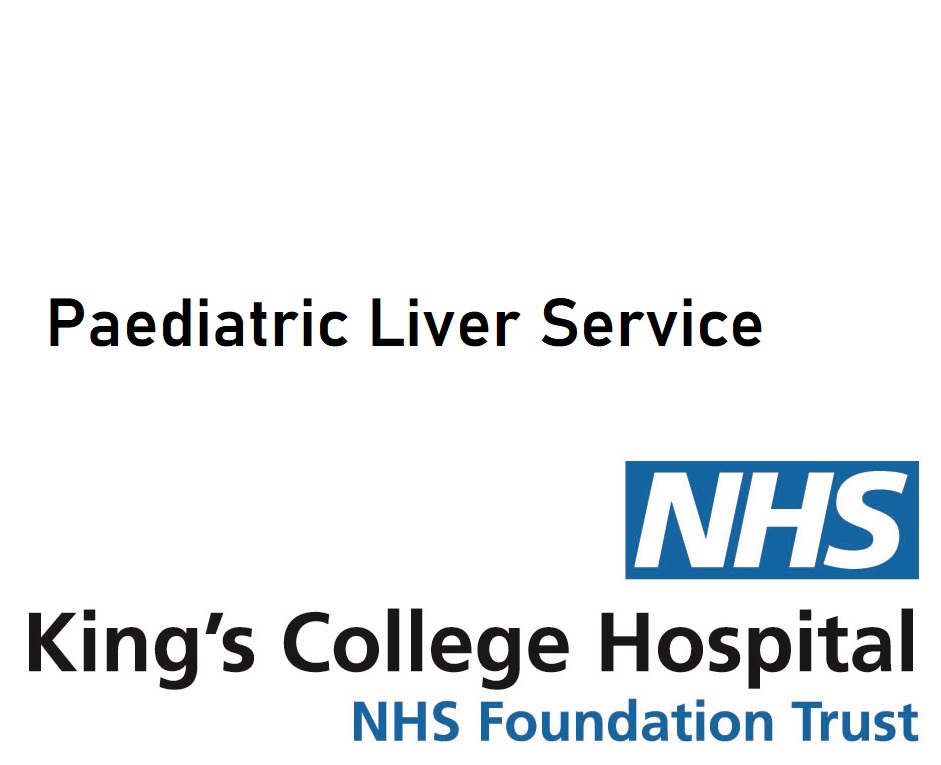 Paediatric Liver Service
NHS
King's College Hospital
NHS Foundation Trust